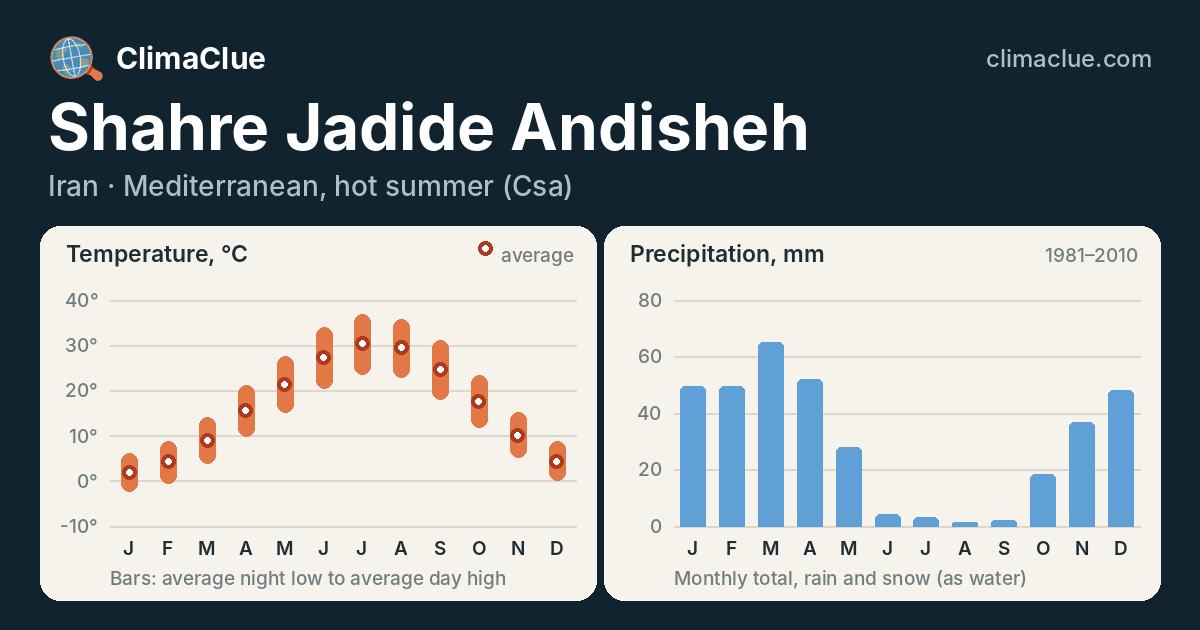 ClimaClue
climaclue.com
Shahre Jadide Andisheh
Iran · Mediterranean, hot summer (Csa)
Temperature, °C
average
40°
30°
20°
10°
0°
-10°
J F M A M J J A S O N D
Bars: average night low to average day high
Precipitation, mm
1981–2010
80
60
40
20
0
J F M A M J J A S O N D
Monthly total, rain and snow (as water)